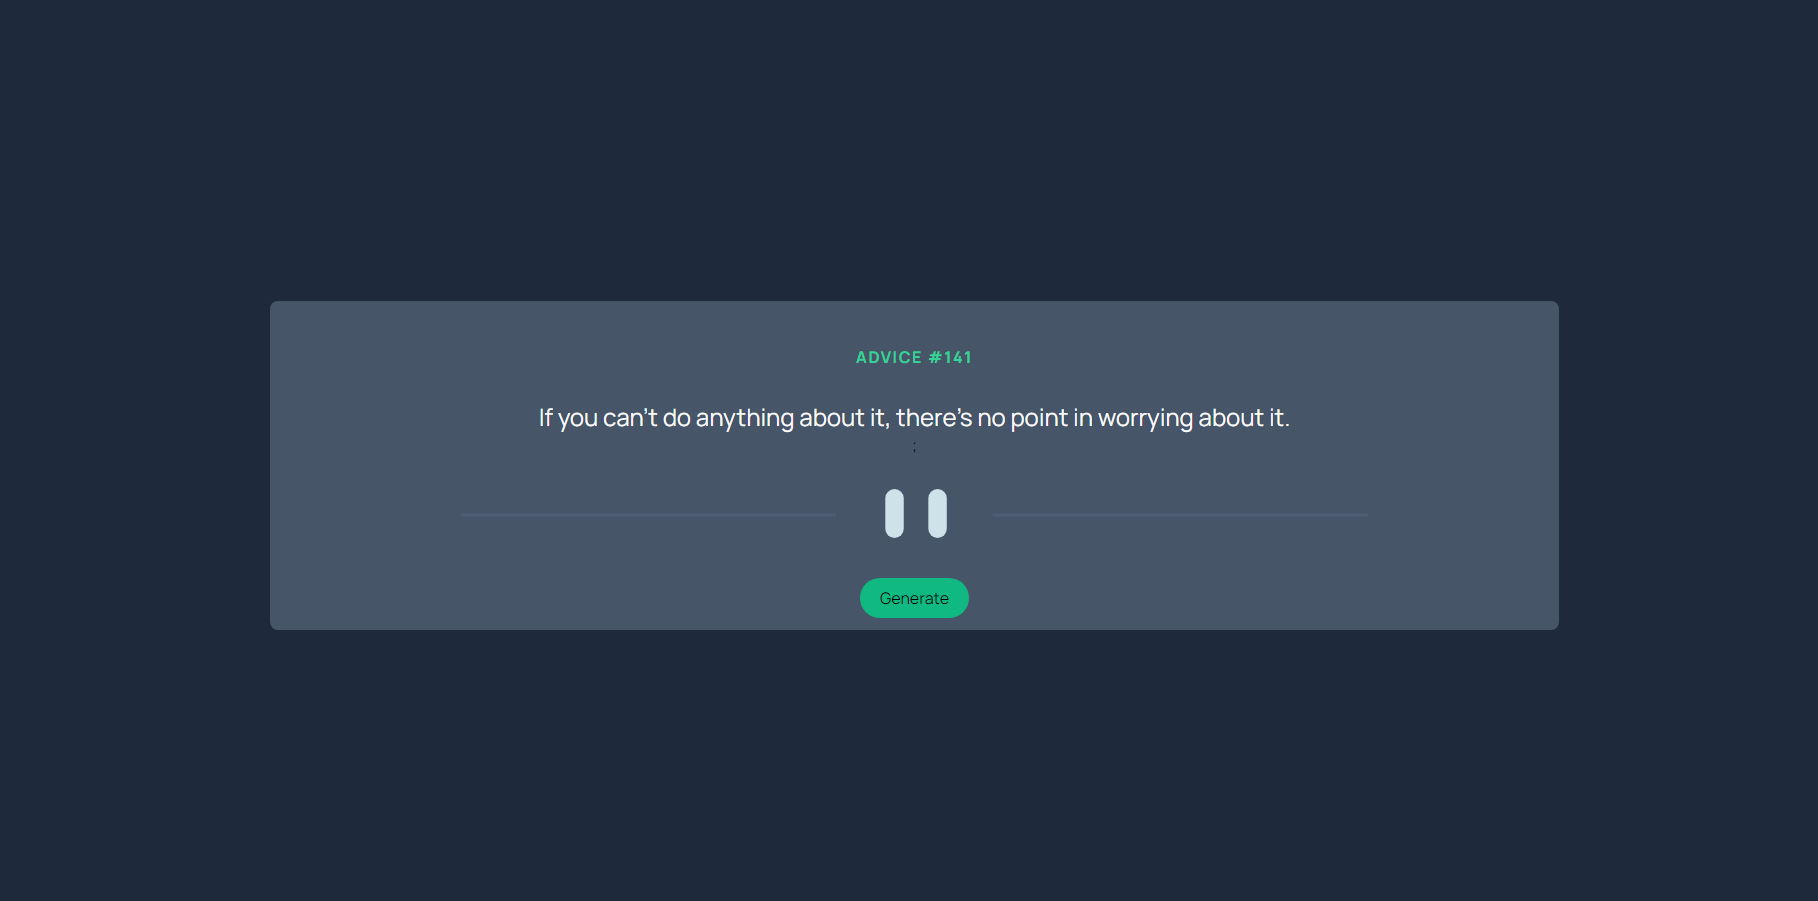 ADVICE #141
If you can't do anything about it, there's no point in worrying about it.
;
Generate